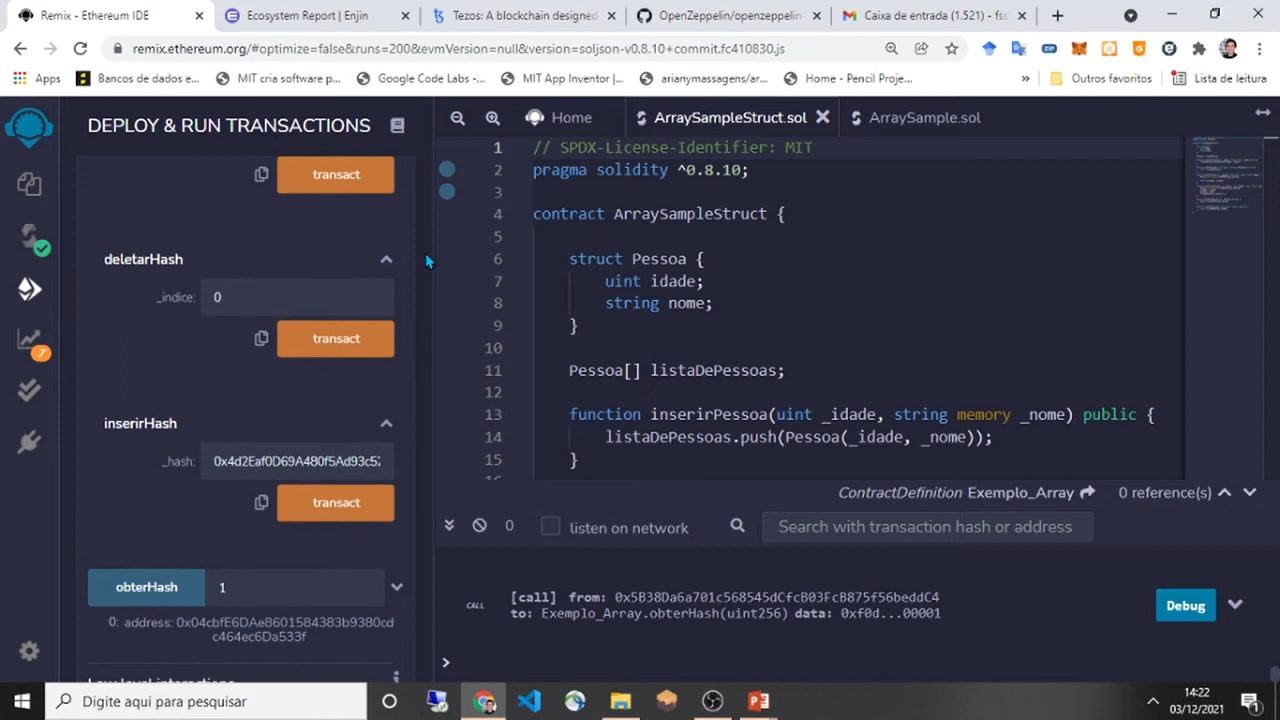 Remix - Ethereum IDE
Ecosystem Report | Enjin
Tezos: A blockchain designed
OpenZeppelin/openzeppelin-
Caixa de entrada (1.521) - fss
remix.ethereum.org/#optimize=false&runs=200&evmVersion=null&version=soljson-v0.8.10+commit.fc410830.js
Apps
Bancos de dados e...
MIT cria software p...
Google Code Labs -...
MIT App Inventor |...
arianymassagens/ar...
Home - Pencil Proje...
»
Outros favoritos
Lista de leitura
DEPLOY & RUN TRANSACTIONS
transact
deletarHash
_indice: 0
transact
inserirHash
_hash: 0x4d2Eaf0D69A480f5Ad93c52
transact
obterHash 1
0: address: 0x04cbfE6DAe8601584383b9380cd
c464ec6Da533f
7
Home
ArraySampleStruct.sol
ArraySample.sol
1 // SPDX-License-Identifier: MIT
2 pragma solidity ^0.8.10;
3
4 contract ArraySampleStruct {
5
6 struct Pessoa {
7 uint idade;
8 string nome;
9 }
10
11 Pessoa[] listaDePessoas;
12
13 function inserirPessoa(uint _idade, string memory _nome) public {
14 listaDePessoas.push(Pessoa(_idade, _nome));
15 }
ContractDefinition Exemplo_Array 0 reference(s)
0 listen on network
Search with transaction hash or address
CALL
[call] from: 0x5B38Da6a701c568545dCfcB03FcB875f56beddC4
to: Exemplo_Array.obterHash(uint256) data: 0xf0d...00001
Debug
>
Digite aqui para pesquisar
14:22
03/12/2021
1